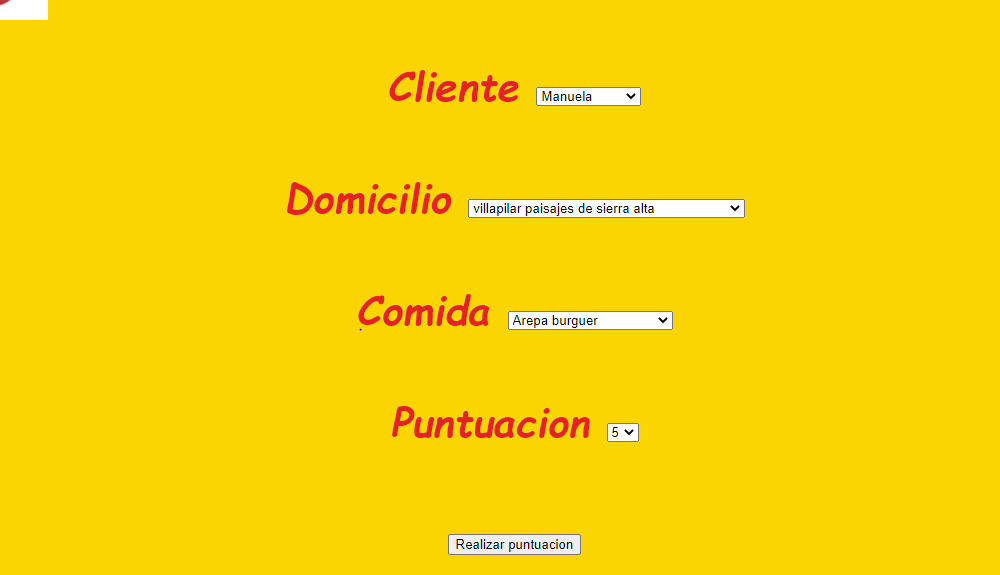 Cliente Manuela
Domicilio villapilar paisajes de sierra alta
Comida Arepa burguer
Puntuacion 5
Realizar puntuacion